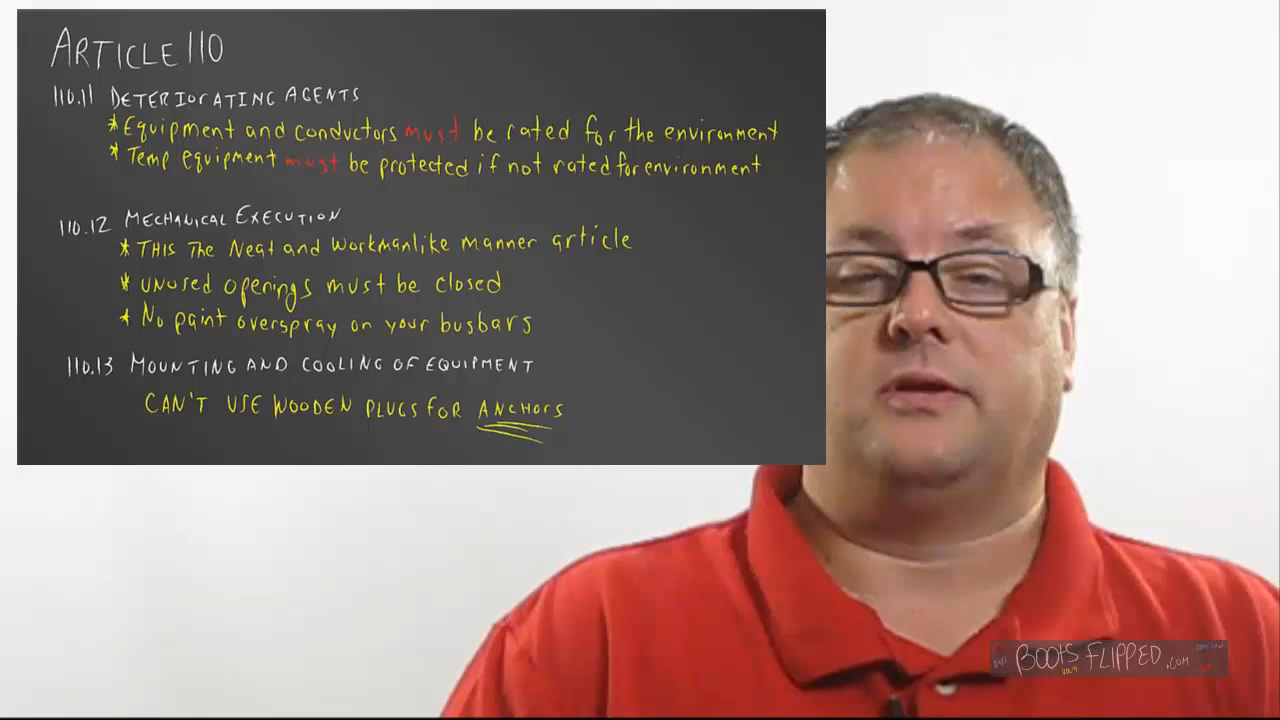 ARTICLE 110
110.11 DETERIORATING AGENTS
*Equipment and conductors must be rated for the environment
*Temp equipment must be protected if not rated for environment
110.12 MECHANICAL EXECUTION
* THIS THE Neat and Workmanlike manner article
* unused openings must be closed
* No paint overspray on your busbars
110.13 MOUNTING AND COOLING OF EQUIPMENT
CAN'T USE WOODEN PLUGS FOR ANCHORS
BOOTS FLIPPED.COM